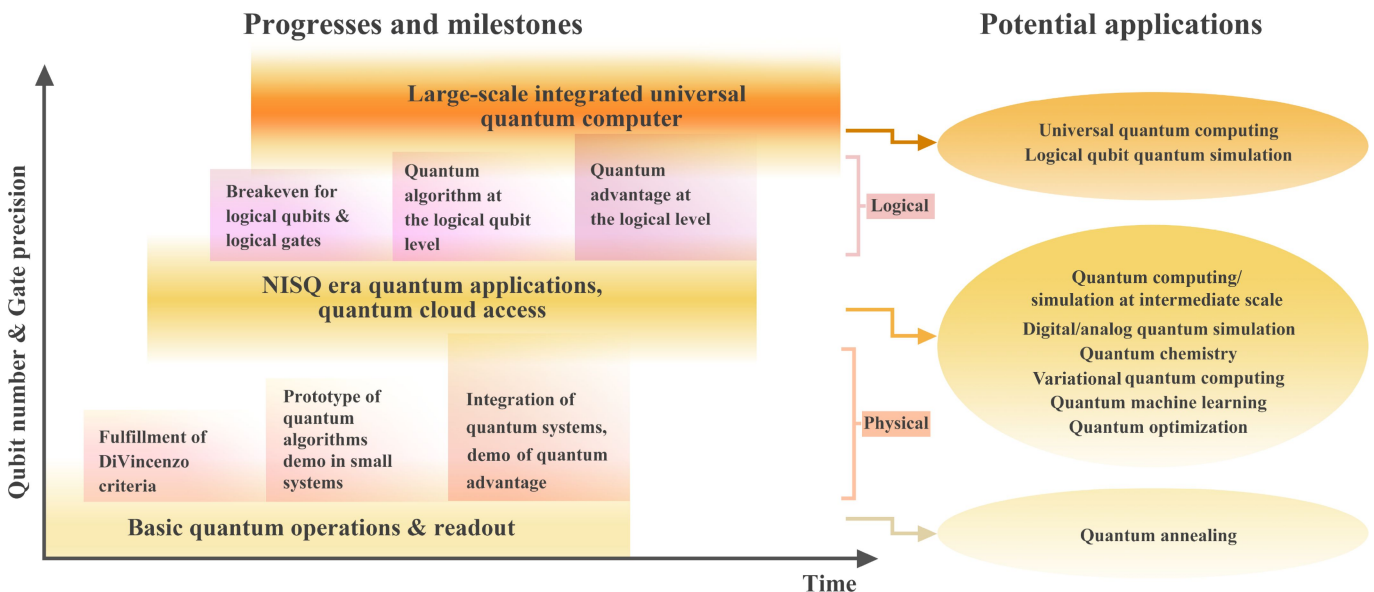 Progresses and milestones
Potential applications
Qubit number & Gate precision
Large-scale integrated universal
quantum computer
Breakeven for
logical qubits &
logical gates
Quantum
algorithm at
the logical qubit
level
Quantum
advantage at
the logical level
Logical
NISQ era quantum applications,
quantum cloud access
Fulfillment of
DiVincenzo
criteria
Prototype of
quantum
algorithms
demo in small
systems
Integration of
quantum systems,
demo of quantum
advantage
Physical
Basic quantum operations & readout
Time
Universal quantum computing
Logical qubit quantum simulation
Quantum computing/
simulation at intermediate scale
Digital/analog quantum simulation
Quantum chemistry
Variational quantum computing
Quantum machine learning
Quantum optimization
Quantum annealing